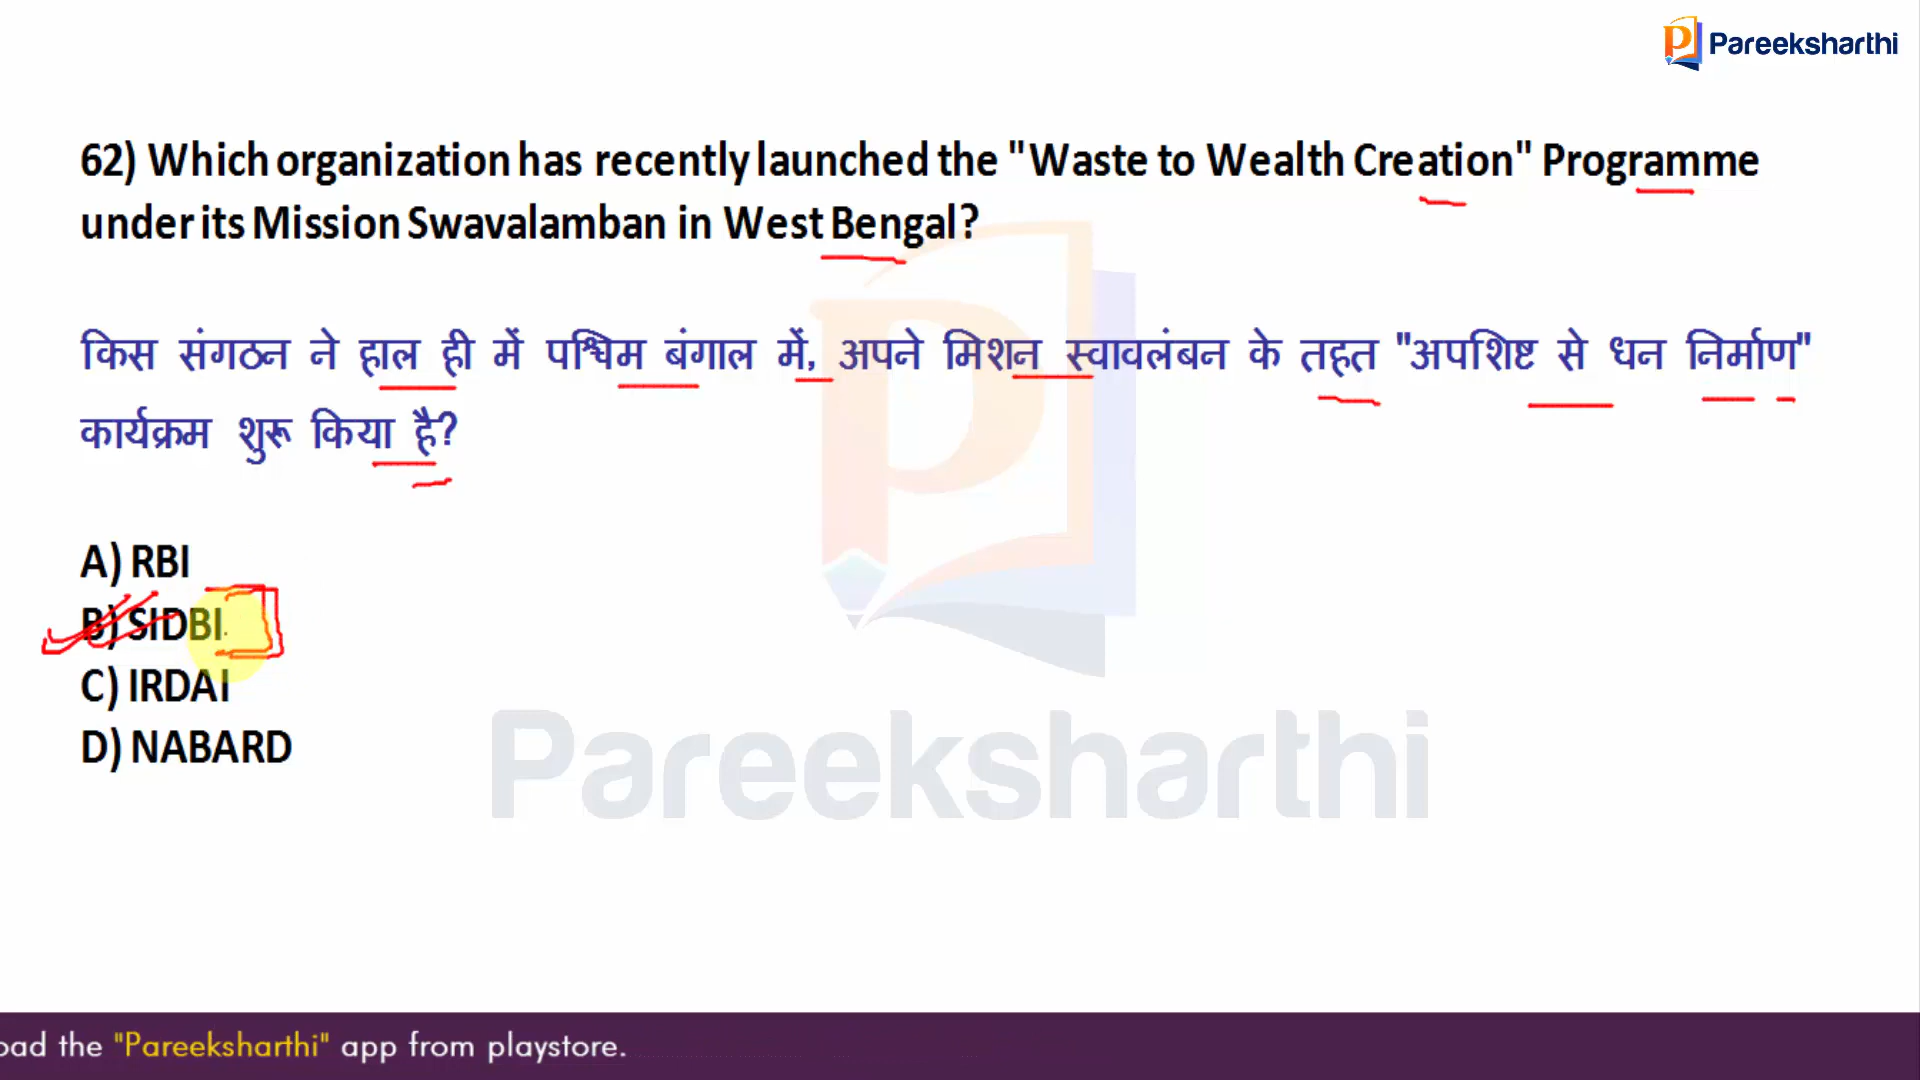 Pareeksharthi
62) Which organization has recently launched the "Waste to Wealth Creation" Programme
under its Mission Swavalamban in West Bengal?
किस संगठन ने हाल ही में पश्चिम बंगाल में, अपने मिशन स्वावलंबन के तहत "अपशिष्ट से धन निर्माण"
कार्यक्रम शुरू किया है?
A) RBI
B) SIDBI
C) IRDAI
D) NABARD
Pareeksharthi
oad the "Pareeksharthi" app from playstore.